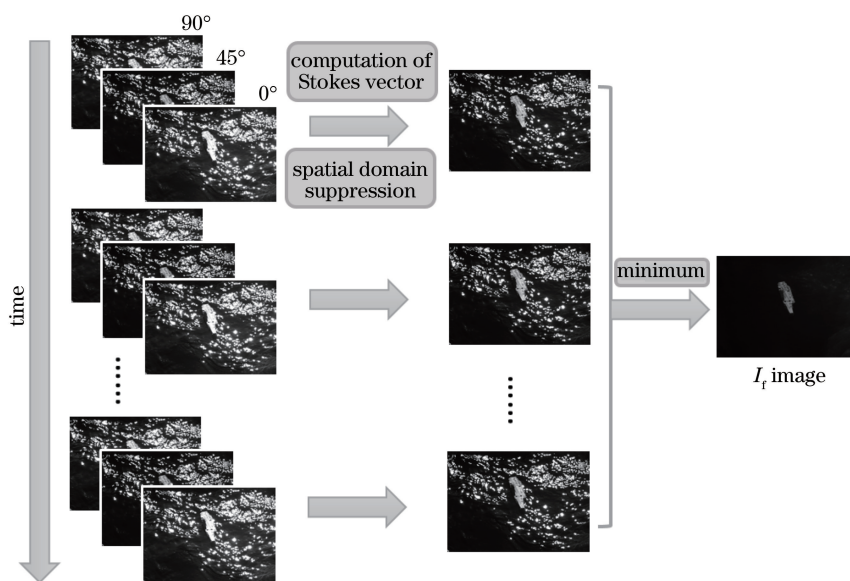 90°
45°
0°
computation of
Stokes vector
spatial domain
suppression
time
minimum
I_f image